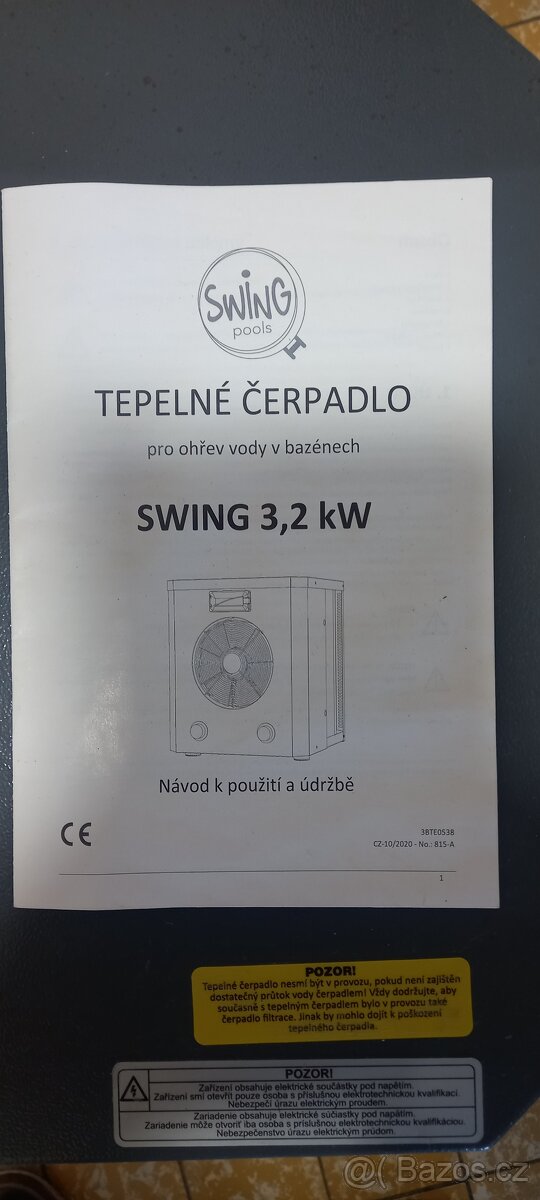 SWING
pools
TEPELNÉ ČERPADLO
pro ohřev vody v bazénech
SWING 3,2 kW
Návod k použití a údržbě
CE
3BTE0538
CZ-10/2020 - No.: 815-A
1
POZOR!
Tepelné čerpadlo nesmí být v provozu, pokud není zajištěn
dostatečný průtok vody čerpadlem! Vždy dodržujte, aby
současně s tepelným čerpadlem bylo v provozu také
čerpadlo filtrace. Jinak by mohlo dojít k poškození
tepelného čerpadla.
POZOR!
Zařízení obsahuje elektrické součástky pod napětím.
Zařízení smí otevřít pouze osoba s příslušnou elektrotechnickou kvalifikací.
Nebezpečí úrazu elektrickým proudem.
Zariadenie obsahuje elektrické súčiastky pod napätím.
Zariadenie môže otvoriť iba osoba s príslušnou elektrotechnickou kvalifikáciou.
Nebezpečenstvo úrazu elektrickým prúdom.
@( Bazos.cz